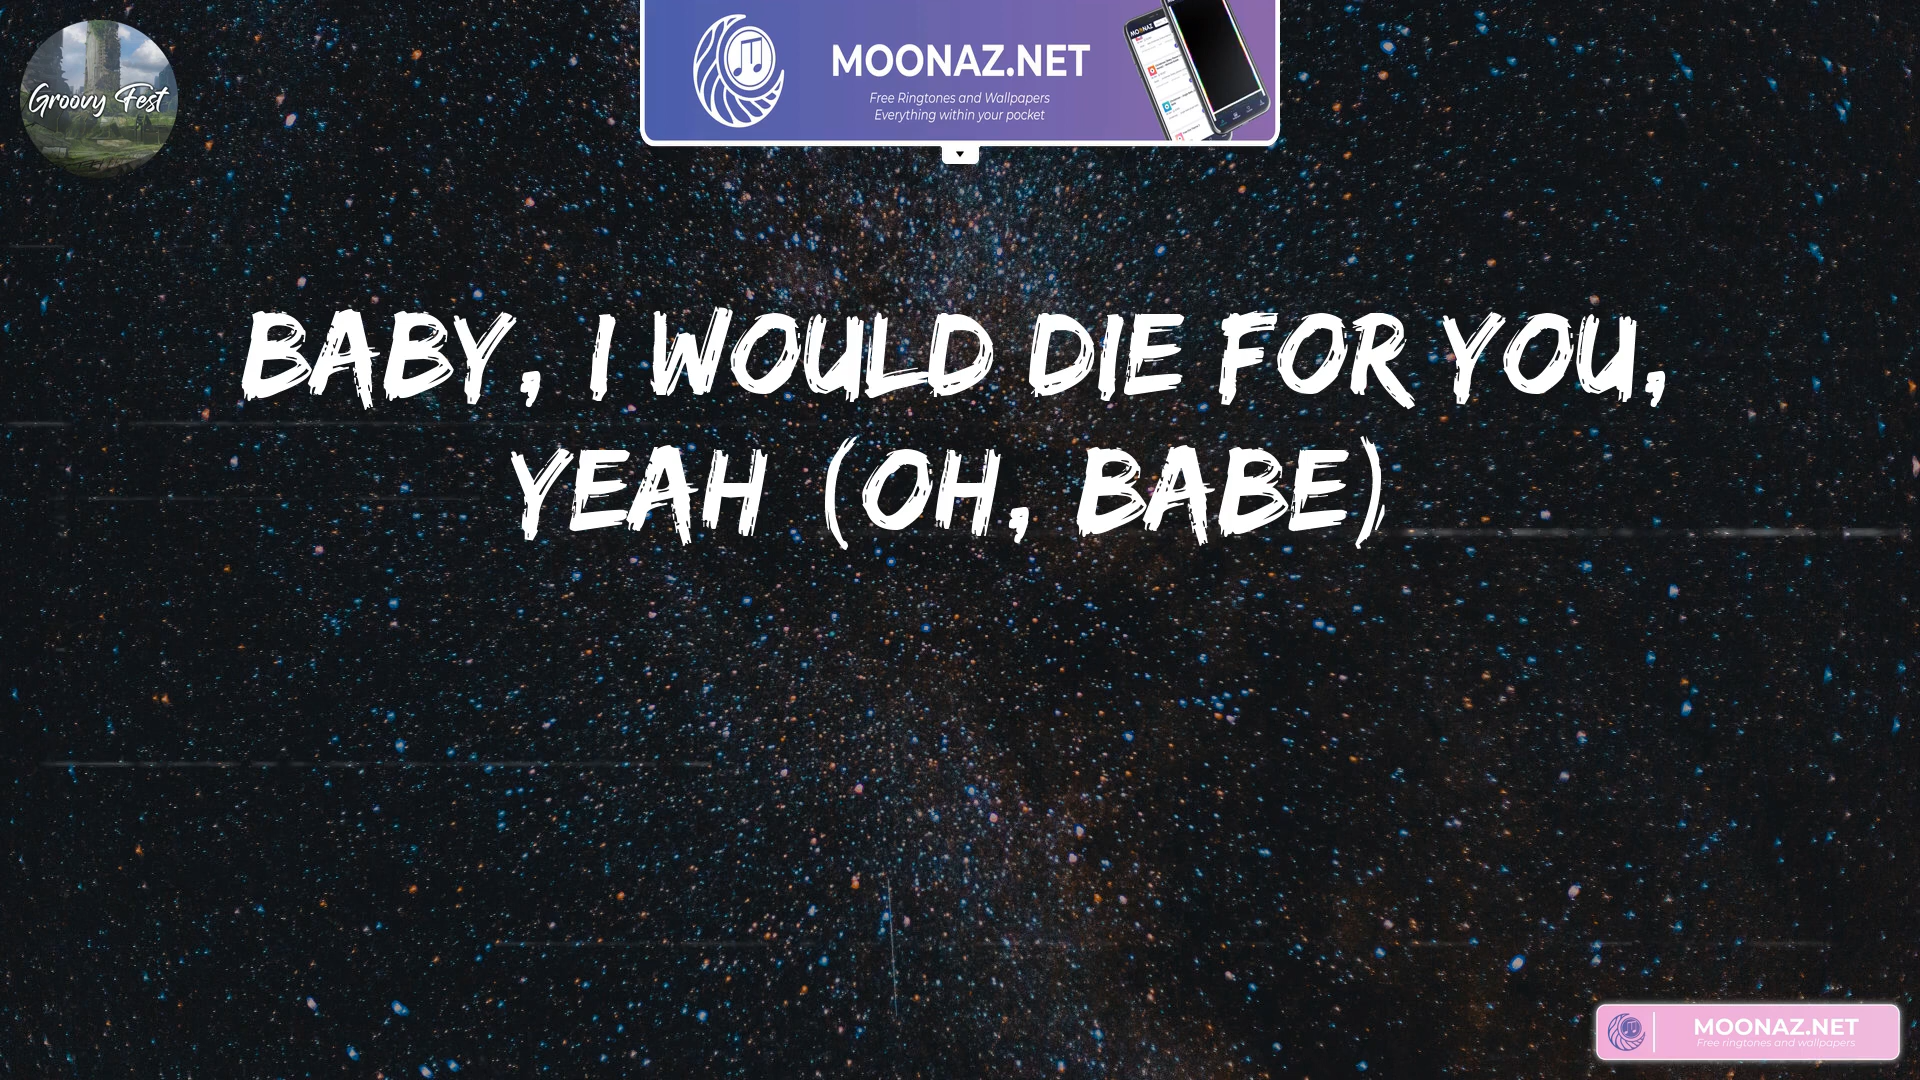 Groovy Fest
MOONAZ.NET
Free Ringtones and Wallpapers
Everything within your pocket
MOONAZ
BABY, I WOULD DIE FOR YOU,
YEAH (OH, BABE)
MOONAZ.NET
Free ringtones and wallpapers